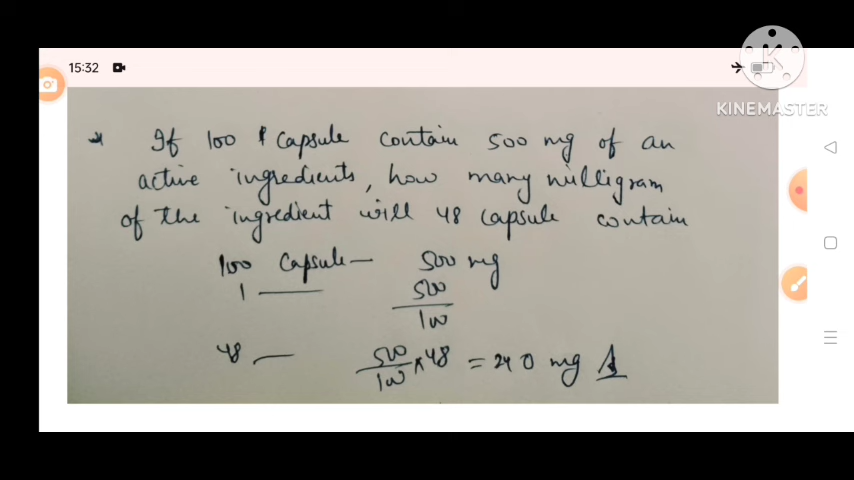 15:32
KINEMASTER
If 100 capsule contain 500 mg of an
active ingredients, how many milligram
of the ingredient will 48 capsule contain
100 Capsule — 500 mg
1 — 500/100
48 — 500/100 × 48 = 240 mg